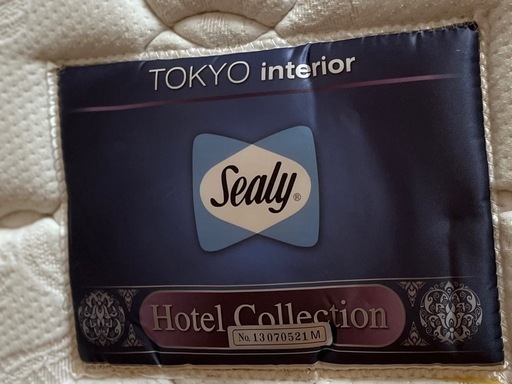 TOKYO interior
Sealy®
Hotel Collection
No. 13070521 M